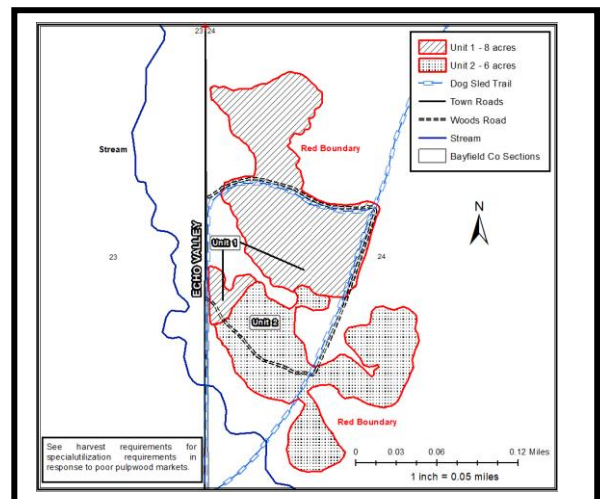 23 24
Unit 1 - 8 acres
Unit 2 - 6 acres
Dog Sled Trail
Town Roads
Woods Road
Stream
Bayfield Co Sections
Stream
Red Boundary
N
ECHO VALLEY
Unit 1
23
24
Unit 2
Red Boundary
See harvest requirements for
specialutilization requirements in
response to poor pulpwood markets.
0 0.03 0.06 0.12 Miles
1 inch = 0.05 miles